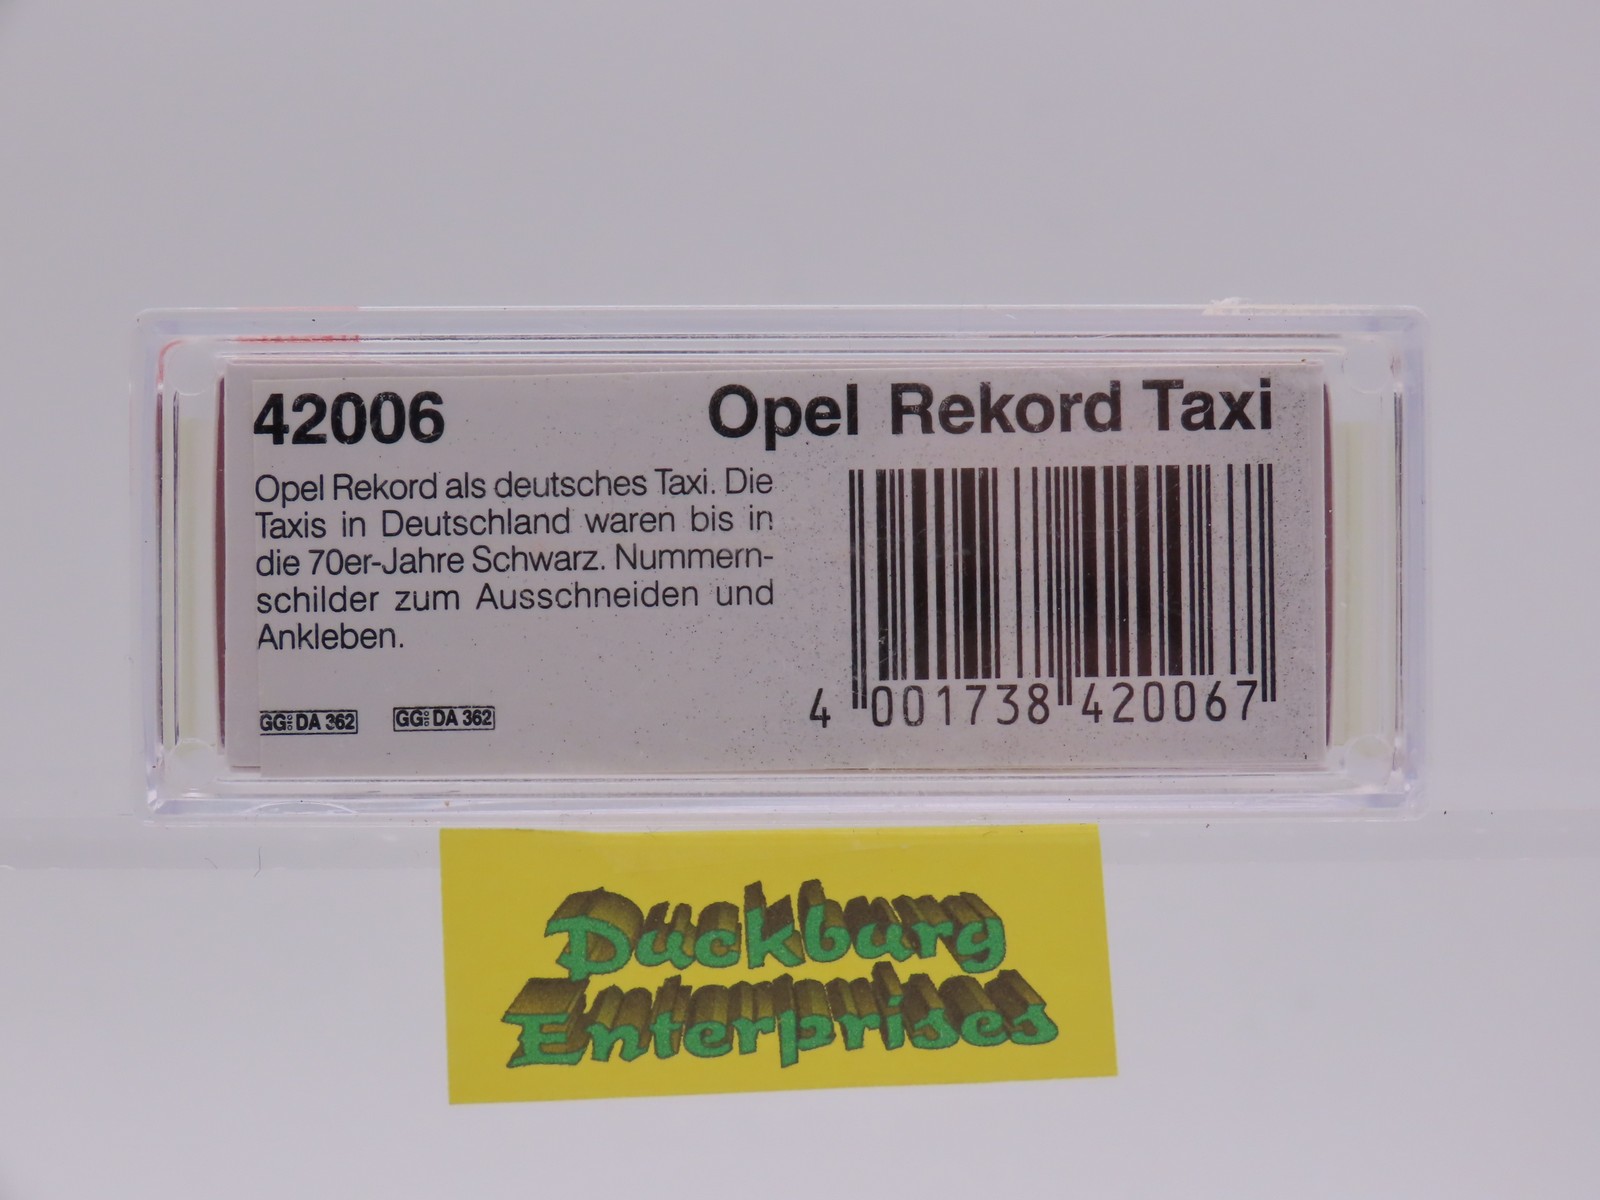 42006 Opel Rekord Taxi
Opel Rekord als deutsches Taxi. Die
Taxis in Deutschland waren bis in
die 70er-Jahre Schwarz. Nummern-
schilder zum Ausschneiden und
Ankleben.
GG DA 362 GG DA 362
4 001738 420067
Duckburg
Enterprises